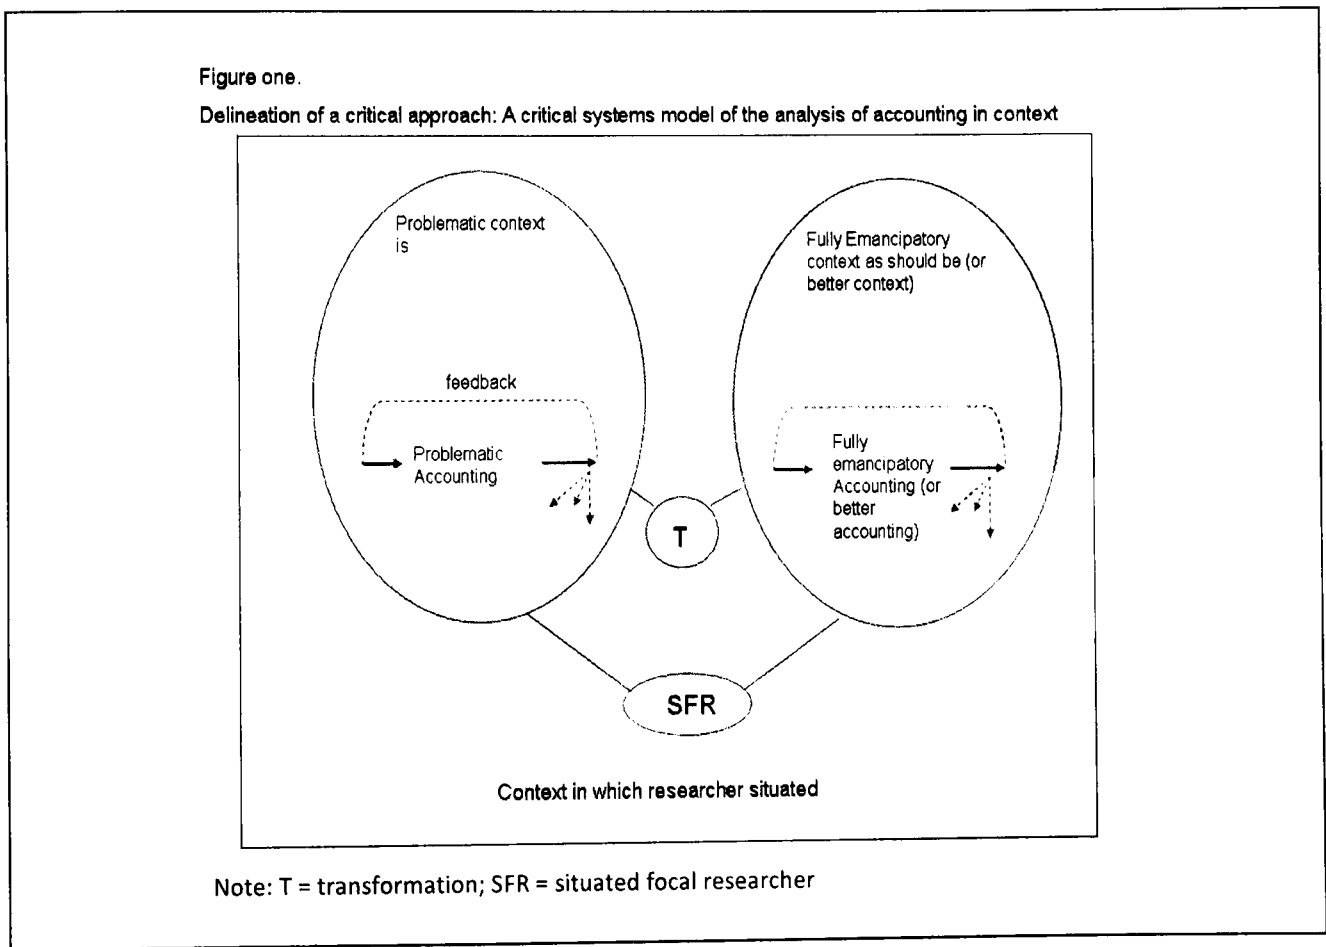 Figure one.
Delineation of a critical approach: A critical systems model of the analysis of accounting in context
Problematic context
is
feedback
Problematic
Accounting
Fully Emancipatory
context as should be (or
better context)
Fully
emancipatory
Accounting (or
better
accounting)
T
SFR
Context in which researcher situated
Note: T = transformation; SFR = situated focal researcher